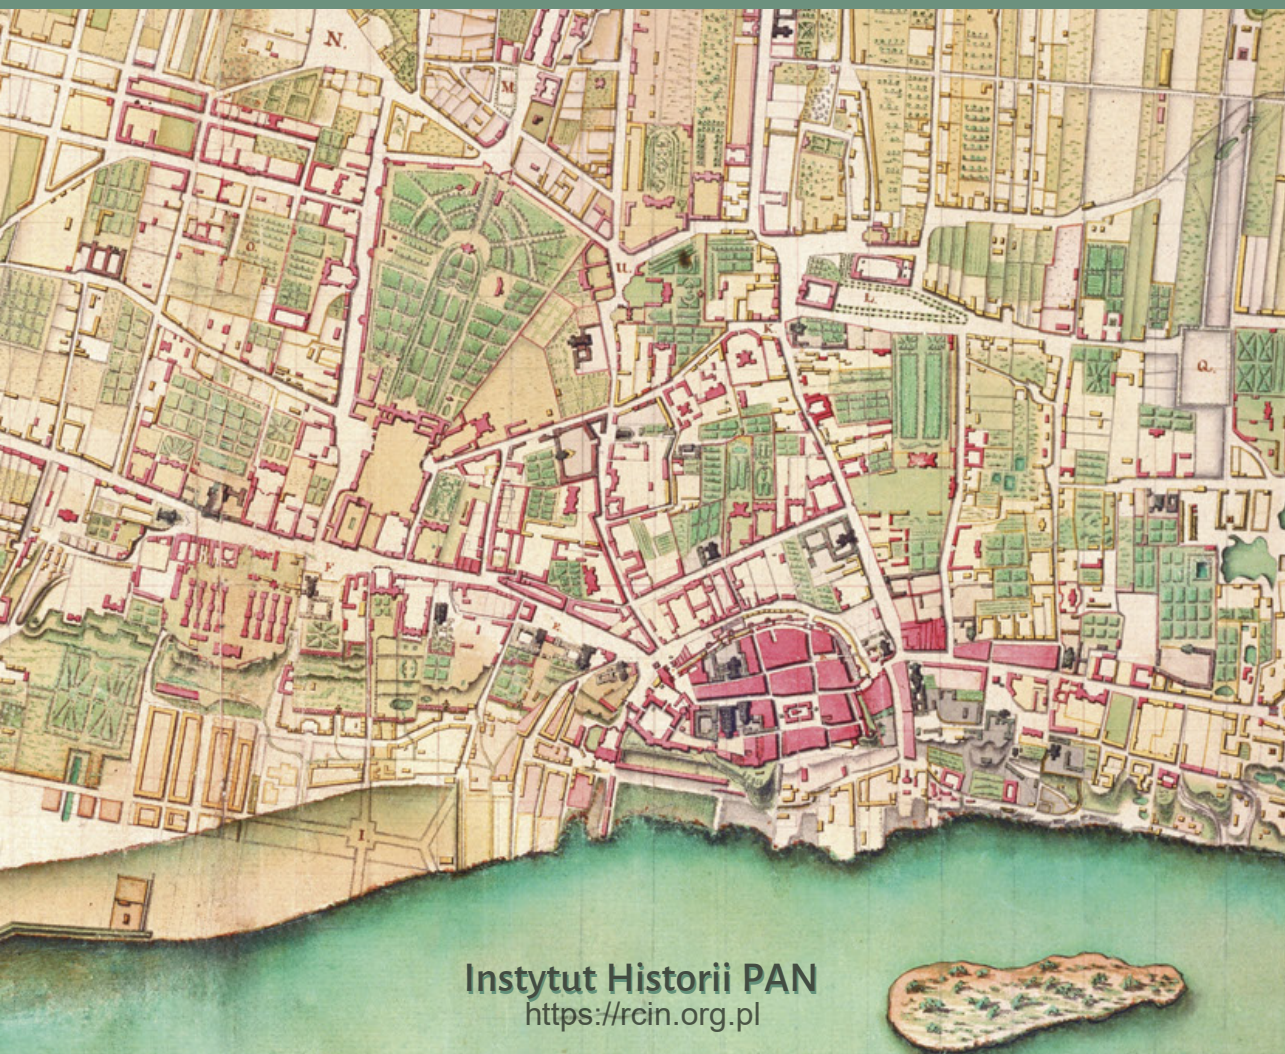 N.
M.
O.
H.
L.
K
Q.
F
E
I.
Instytut Historii PAN
https://rcin.org.pl